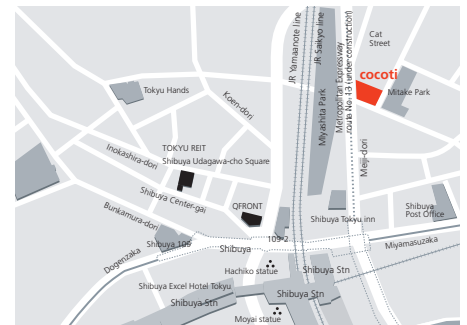 Cat
Street
cocoti
Mitake Park
JR Yamaanote line
JR Saikyo line
Miyashita Park
Metropolitan Expressway
route No. 13 (under constrction)
Meiji-dori
Tokyu Hands
Koen-dori
TOKYU REIT
Shibuya Udagawa-cho Square
Inokashira-dori
Shibuya Center-gai
QFRONT
Bunkamura-dori
Shibuya Tokyu inn
Shibuya
Post Office
Shibuya 109
109-2
Shibuya
Miyamasuzaka
Dogenzaka
Hachiko statue
Shibuya Stn
Shibuya Excel Hotel Tokyu
Shibuya Stn
Shibuya Stn
Moyai statue